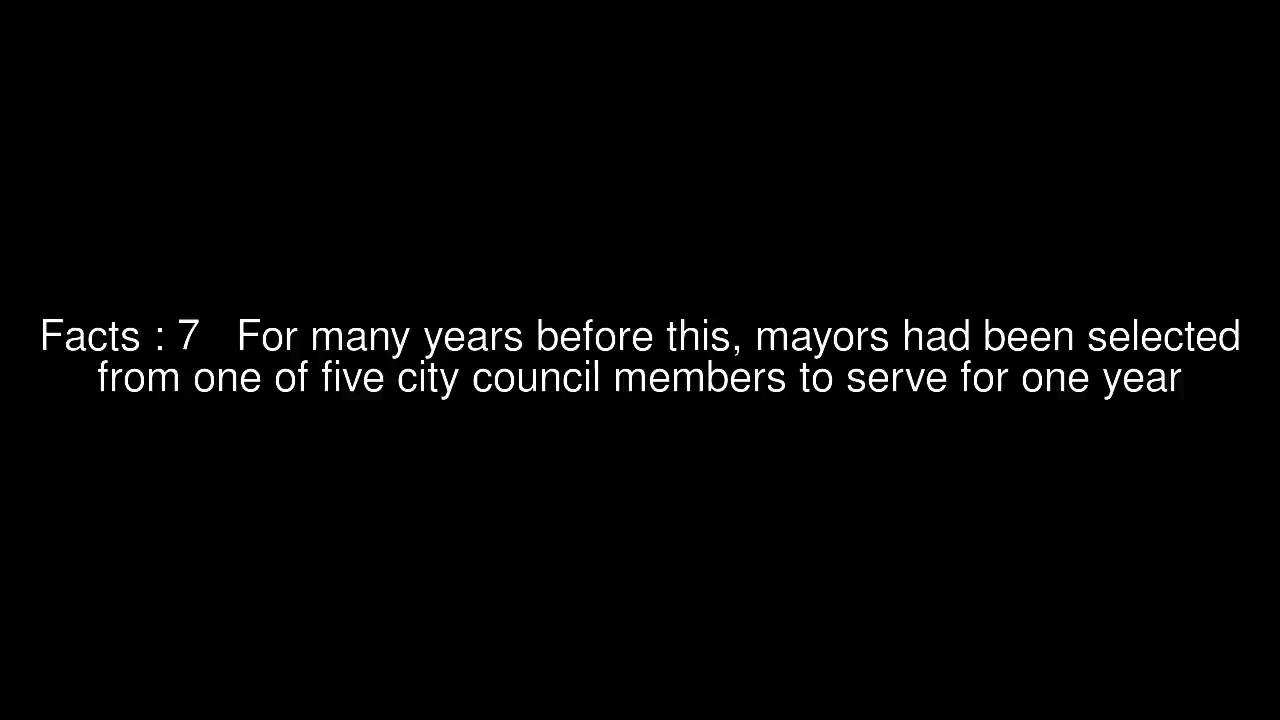 Facts : 7   For many years before this, mayors had been selected
from one of five city council members to serve for one year